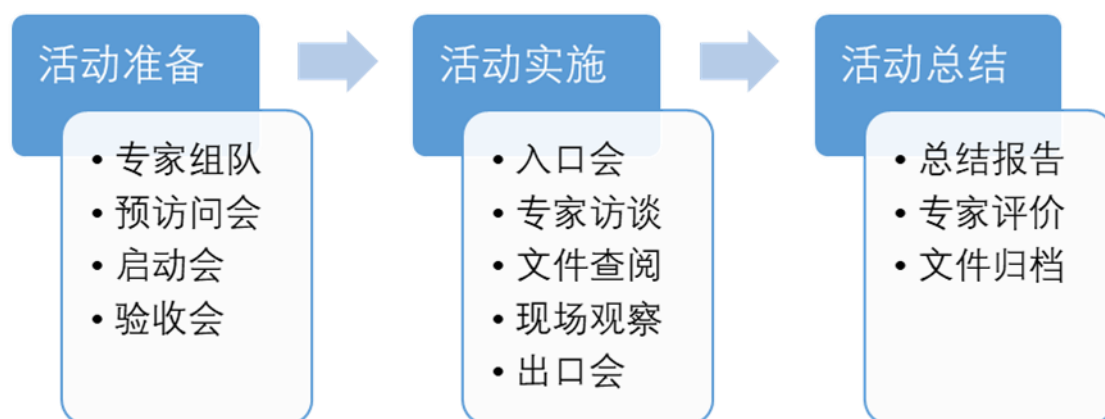 活动准备
• 专家组队
• 预访问会
• 启动会
• 验收会
活动实施
• 入口会
• 专家访谈
• 文件查阅
• 现场观察
• 出口会
活动总结
• 总结报告
• 专家评价
• 文件归档